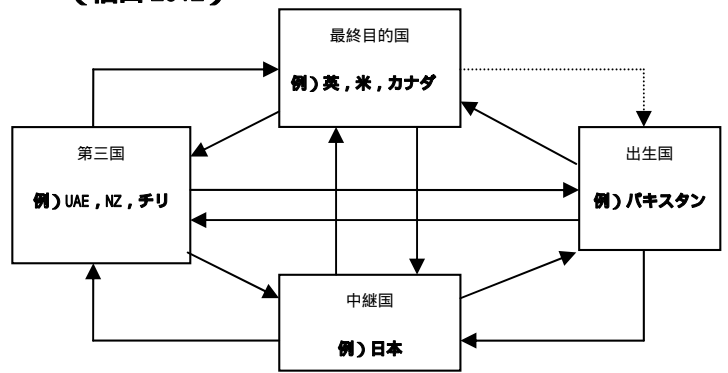 最終目的国
例）英，米，カナダ
第三国
例）UAE，NZ，チリ
出生国
例）パキスタン
中継国
例）日本